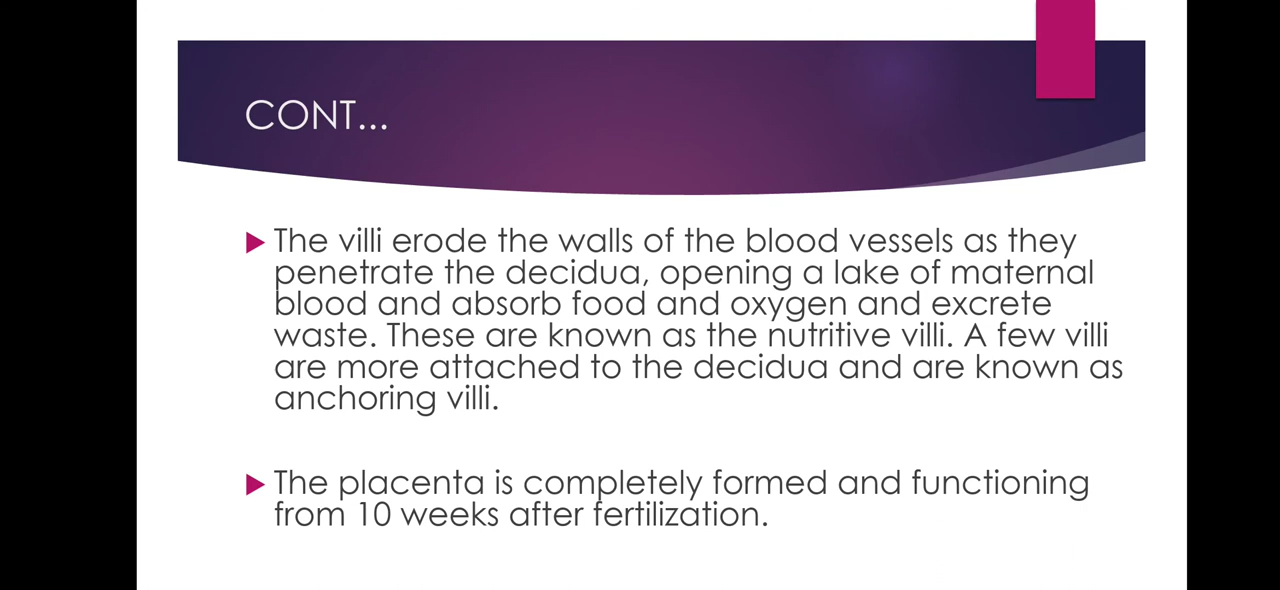 CONT...
The villi erode the walls of the blood vessels as they
penetrate the decidua, opening a lake of maternal
blood and absorb food and oxygen and excrete
waste. These are known as the nutritive villi. A few villi
are more attached to the decidua and are known as
anchoring villi.
The placenta is completely formed and functioning
from 10 weeks after fertilization.